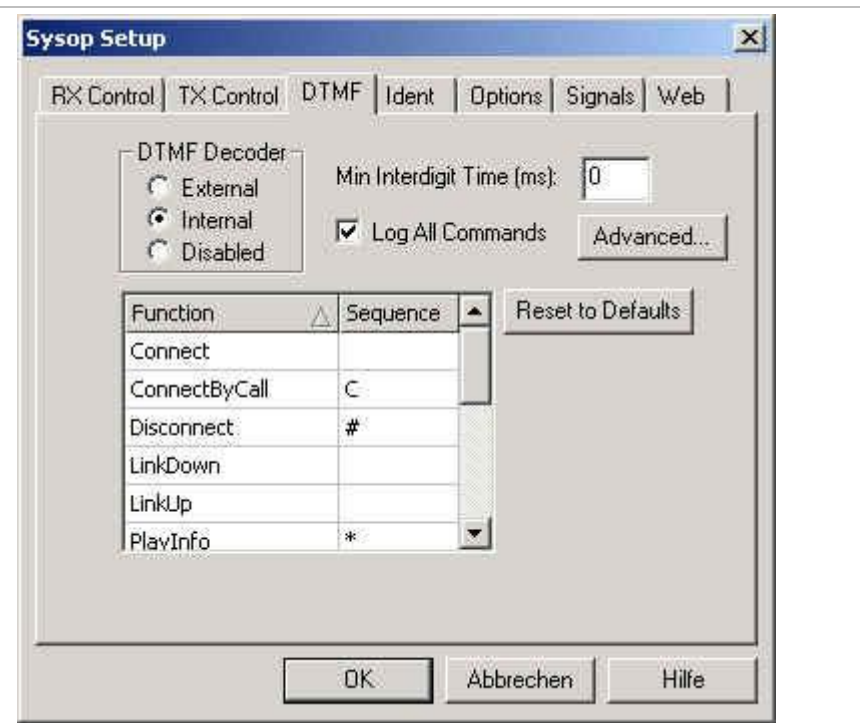 Sysop Setup
RX Control TX Control DTMF Ident Options Signals Web
DTMF Decoder
External
Internal
Disabled
Min Interdigit Time (ms): 0
Log All Commands
Advanced...
Function Sequence
Connect
ConnectByCall C
Disconnect #
LinkDown
LinkUp
PlayInfo *
Reset to Defaults
OK Abbrechen Hilfe